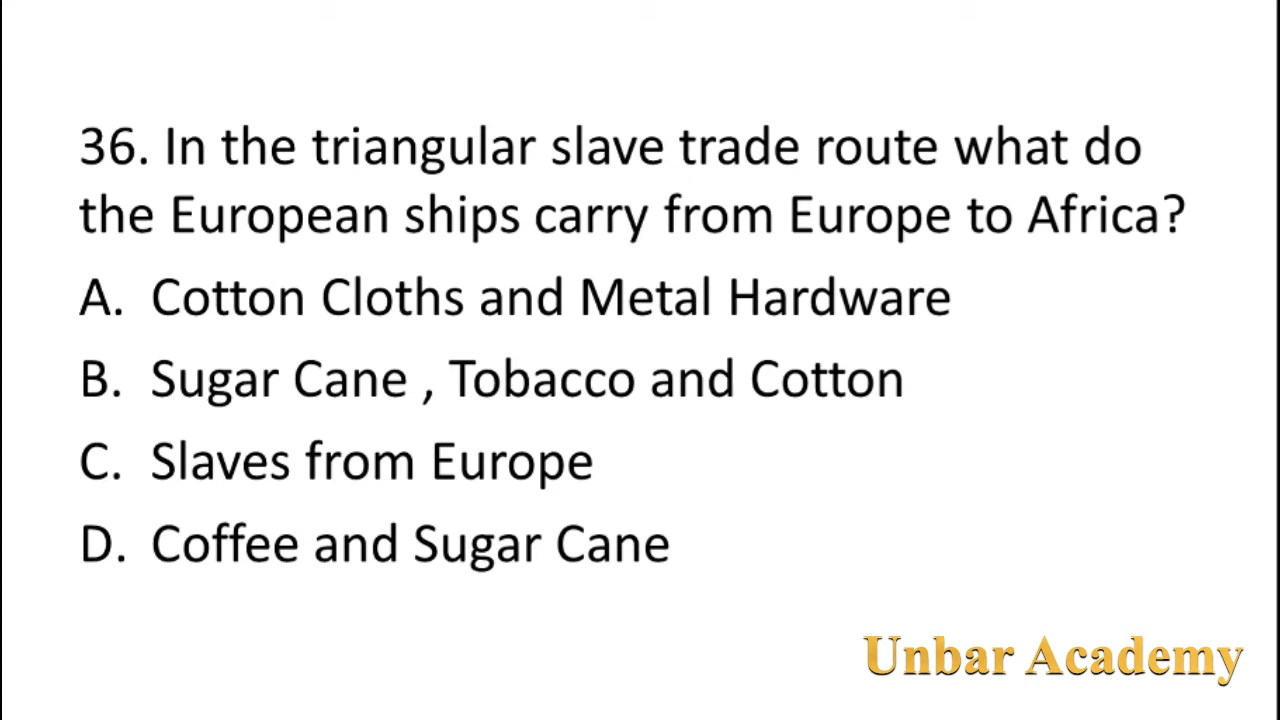 36. In the triangular slave trade route what do
the European ships carry from Europe to Africa?
A. Cotton Cloths and Metal Hardware
B. Sugar Cane , Tobacco and Cotton
C. Slaves from Europe
D. Coffee and Sugar Cane
Unbar Academy